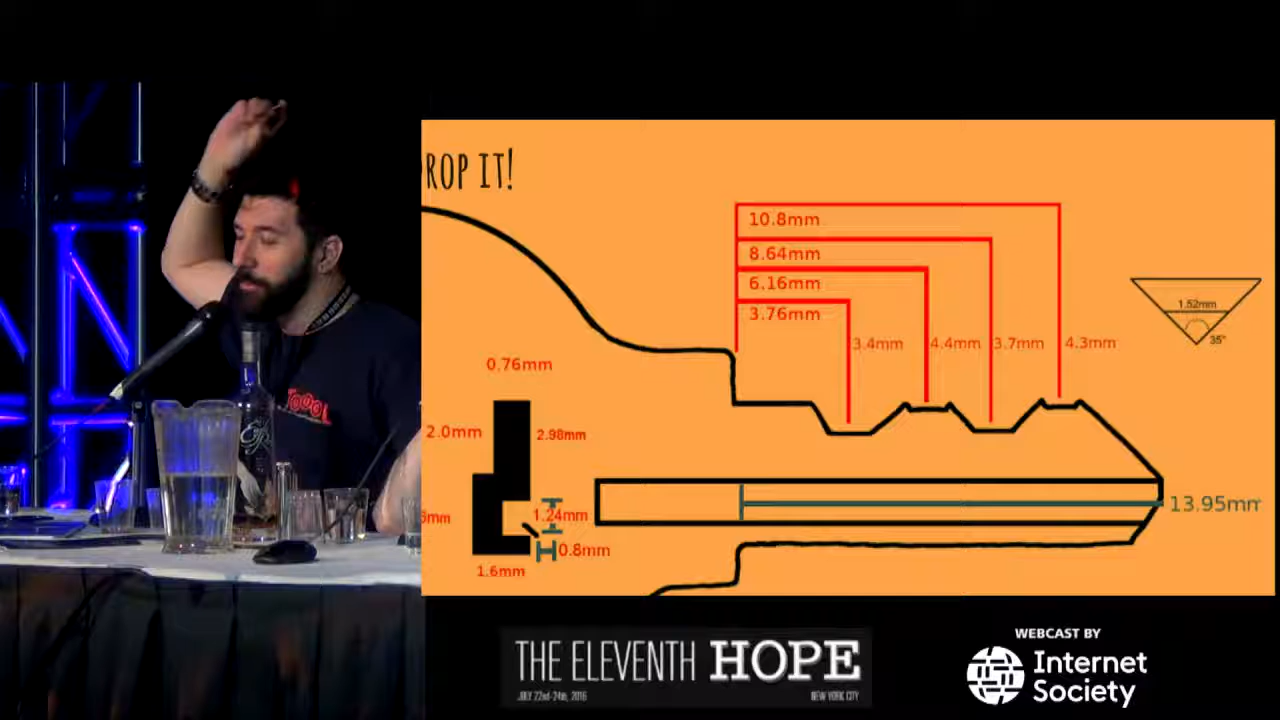 ROP IT!
10.8mm
8.64mm
6.16mm
3.76mm
3.4mm
4.4mm
3.7mm
4.3mm
1.52mm
35°
0.76mm
2.0mm
2.98mm
mm
1.24mm
0.8mm
1.6mm
13.95mm
TOOOL
THE ELEVENTH HOPE
JULY 22nd-24th, 2016
NEW YORK CITY
WEBCAST BY
Internet
Society